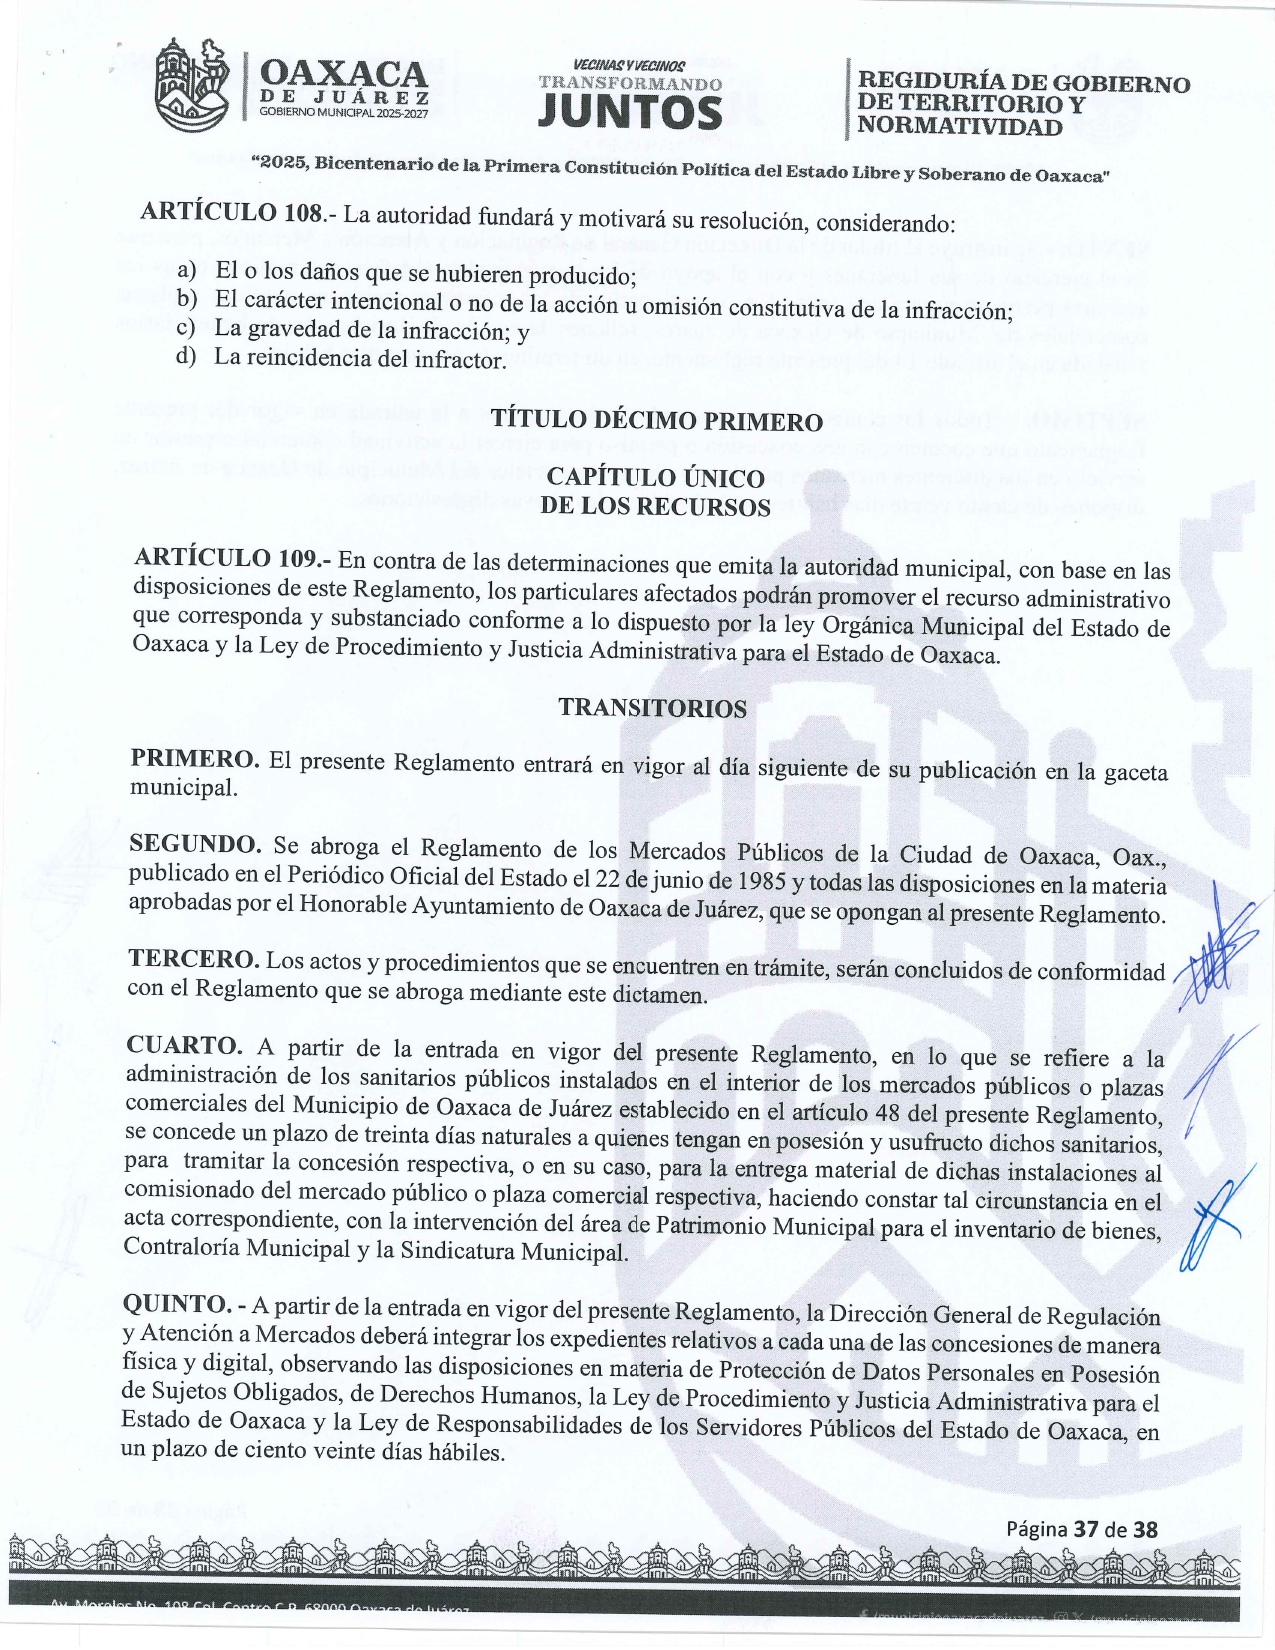 OAXACA
DE JUÁREZ
GOBIERNO MUNICIPAL 2025-2027
VECINAS Y VECINOS
TRANSFORMANDO
JUNTOS
REGIDURÍA DE GOBIERNO
DE TERRITORIO Y
NORMATIVIDAD
"2025, Bicentenario de la Primera Constitución Política del Estado Libre y Soberano de Oaxaca"
ARTÍCULO 108.- La autoridad fundará y motivará su resolución, considerando:
a) El o los daños que se hubieren producido;
b) El carácter intencional o no de la acción u omisión constitutiva de la infracción;
c) La gravedad de la infracción; y
d) La reincidencia del infractor.
TÍTULO DÉCIMO PRIMERO
CAPÍTULO ÚNICO
DE LOS RECURSOS
ARTÍCULO 109.- En contra de las determinaciones que emita la autoridad municipal, con base en las
disposiciones de este Reglamento, los particulares afectados podrán promover el recurso administrativo
que corresponda y substanciado conforme a lo dispuesto por la ley Orgánica Municipal del Estado de
Oaxaca y la Ley de Procedimiento y Justicia Administrativa para el Estado de Oaxaca.
TRANSITORIOS
PRIMERO. El presente Reglamento entrará en vigor al día siguiente de su publicación en la gaceta
municipal.
SEGUNDO. Se abroga el Reglamento de los Mercados Públicos de la Ciudad de Oaxaca, Oax.,
publicado en el Periódico Oficial del Estado el 22 de junio de 1985 y todas las disposiciones en la materia
aprobadas por el Honorable Ayuntamiento de Oaxaca de Juárez, que se opongan al presente Reglamento.
TERCERO. Los actos y procedimientos que se encuentren en trámite, serán concluidos de conformidad
con el Reglamento que se abroga mediante este dictamen.
CUARTO. A partir de la entrada en vigor del presente Reglamento, en lo que se refiere a la
administración de los sanitarios públicos instalados en el interior de los mercados públicos o plazas
comerciales del Municipio de Oaxaca de Juárez establecido en el artículo 48 del presente Reglamento,
se concede un plazo de treinta días naturales a quienes tengan en posesión y usufructo dichos sanitarios,
para tramitar la concesión respectiva, o en su caso, para la entrega material de dichas instalaciones al
comisionado del mercado público o plaza comercial respectiva, haciendo constar tal circunstancia en el
acta correspondiente, con la intervención del área de Patrimonio Municipal para el inventario de bienes,
Contraloría Municipal y la Sindicatura Municipal.
QUINTO. - A partir de la entrada en vigor del presente Reglamento, la Dirección General de Regulación
y Atención a Mercados deberá integrar los expedientes relativos a cada una de las concesiones de manera
física y digital, observando las disposiciones en materia de Protección de Datos Personales en Posesión
de Sujetos Obligados, de Derechos Humanos, la Ley de Procedimiento y Justicia Administrativa para el
Estado de Oaxaca y la Ley de Responsabilidades de los Servidores Públicos del Estado de Oaxaca, en
un plazo de ciento veinte días hábiles.
Página 37 de 38
Av. Morelos No. 108 Col. Centro C.P. 68000 Oaxaca de Juárez